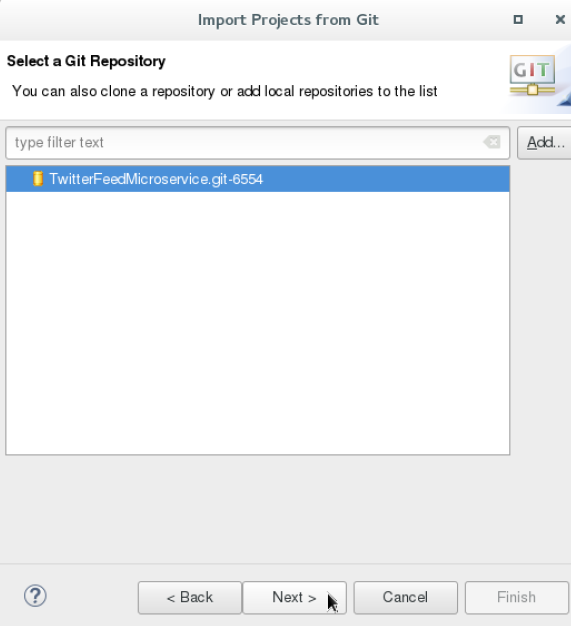 Import Projects from Git
Select a Git Repository
You can also clone a repository or add local repositories to the list
GIT
type filter text
Add...
TwitterFeedMicroservice.git-6554
?
< Back
Next >
Cancel
Finish